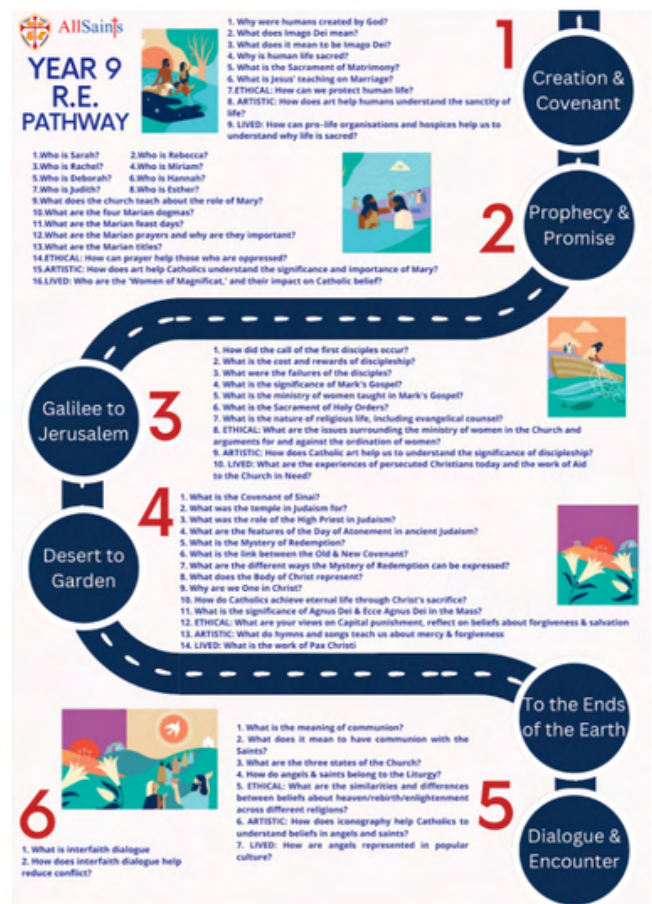 AllSaints
YEAR 9
R.E.
PATHWAY
1. Why were humans created by God?
2. What does Imago Dei mean?
3. What does it mean to be Imago Dei?
4. Why is human life sacred?
5. What is the Sacrament of Matrimony?
6. What is Jesus' teaching on Marriage?
7.ETHICAL: How can we protect human life?
8. ARTISTIC: How does art help humans understand the sanctity of
life?
9. LIVED: How can pro-life organisations and hospices help us to
understand why life is sacred?
1
Creation &
Covenant
1.Who is Sarah? 2.Who is Rebecca?
3.Who is Rachel? 4.Who is Miriam?
5.Who is Deborah? 6.Who is Hannah?
7.Who is Judith? 8.Who is Esther?
9.What does the church teach about the role of Mary?
10.What are the four Marian dogmas?
11.What are the Marian feast days?
12.What are the Marian prayers and why are they important?
13.What are the Marian titles?
14.ETHICAL: How can prayer help those who are oppressed?
15.ARTISTIC: How does art help Catholics understand the significance and importance of Mary?
16.LIVED: Who are the 'Women of Magnificat,' and their impact on Catholic belief?
2
Prophecy &
Promise
1. How did the call of the first disciples occur?
2. What is the cost and rewards of discipleship?
3. What were the failures of the disciples?
4. What is the significance of Mark's Gospel?
5. What is the ministry of women taught in Mark's Gospel?
6. What is the Sacrament of Holy Orders?
7. What is the nature of religious life, including evangelical counsel?
8. ETHICAL: What are the issues surrounding the ministry of women in the Church and
arguments for and against the ordination of women?
9. ARTISTIC: How does Catholic art help us to understand the significance of discipleship?
10. LIVED: What are the experiences of persecuted Christians today and the work of Aid
to the Church in Need?
Galilee to
Jerusalem
3
4
1. What is the Covenant of Sinai?
2. What was the temple in Judaism for?
3. What was the role of the High Priest in Judaism?
4. What are the features of the Day of Atonement in ancient Judaism?
5. What is the Mystery of Redemption?
6. What is the link between the Old & New Covenant?
7. What are the different ways the Mystery of Redemption can be expressed?
8. What does the Body of Christ represent?
9. Why are we One in Christ?
10. How do Catholics achieve eternal life through Christ's sacrifice?
11. What is the significance of Agnus Dei & Ecce Agnus Dei in the Mass?
12. ETHICAL: What are your views on Capital punishment, reflect on beliefs about forgiveness & salvation
13. ARTISTIC: What do hymns and songs teach us about mercy & forgiveness
14. LIVED: What is the work of Pax Christi
Desert to
Garden
To the Ends
of the Earth
1. What is the meaning of communion?
2. What does it mean to have communion with the
Saints?
3. What are the three states of the Church?
4. How do angels & saints belong to the Liturgy?
5. ETHICAL: What are the similarities and differences
between beliefs about heaven/rebirth/enlightenment
across different religions?
6. ARTISTIC: How does iconography help Catholics to
understand beliefs in angels and saints?
7. LIVED: How are angels represented in popular
culture?
5
Dialogue &
Encounter
6
1. What is interfaith dialogue
2. How does interfaith dialogue help
reduce conflict?